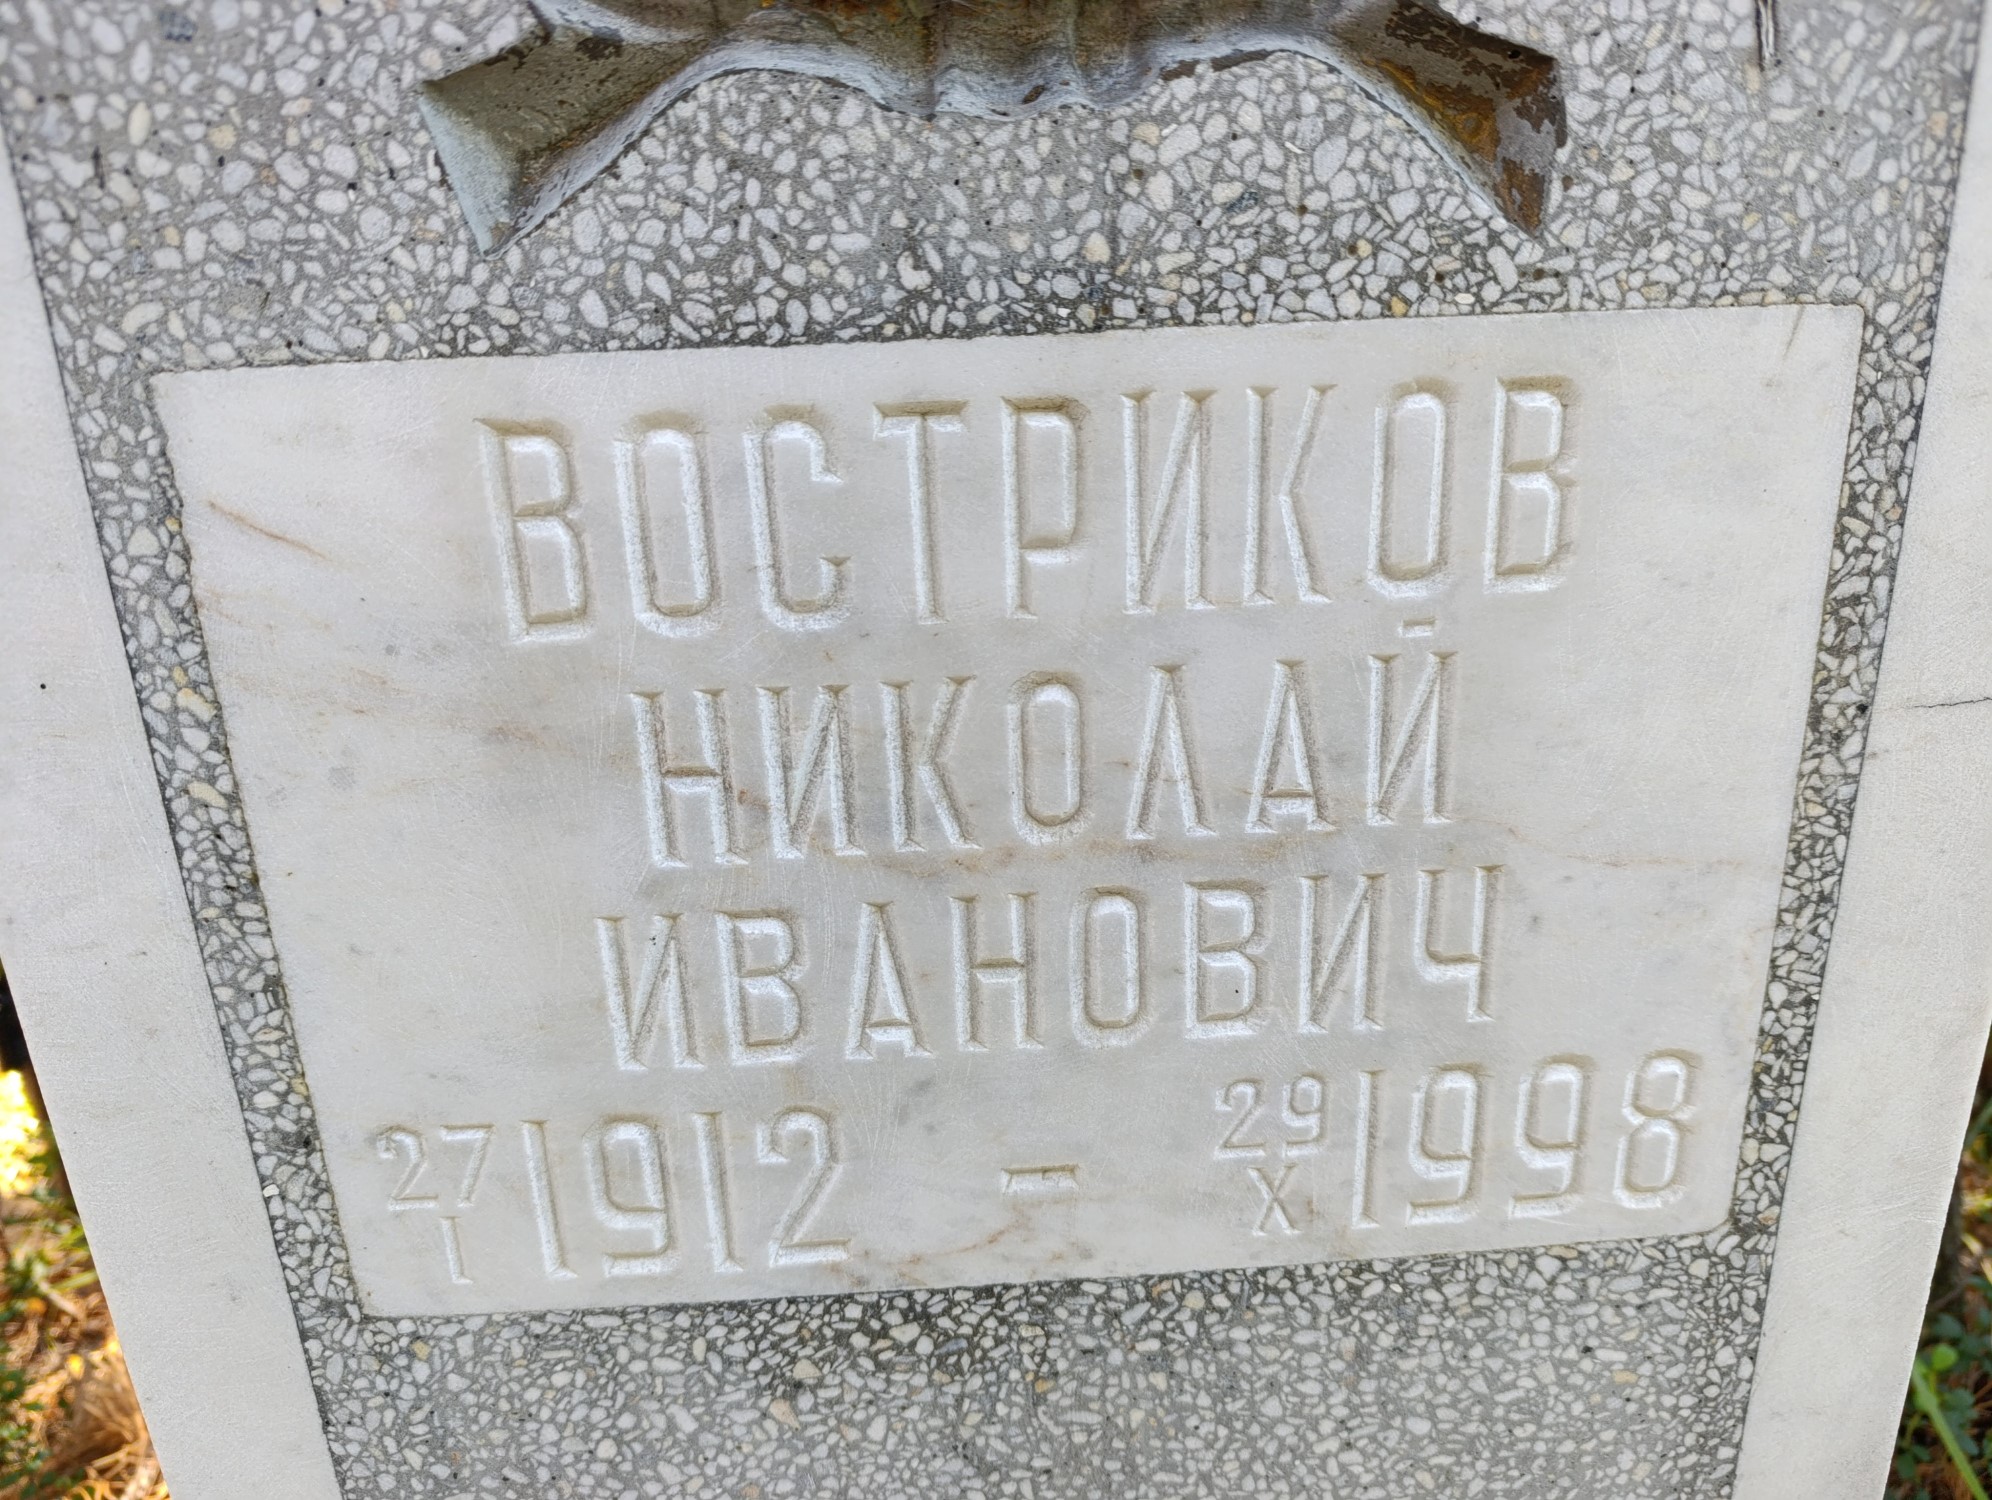 ВОСТРИКОВ
НИКОЛАЙ
ИВАНОВИЧ
27/I 1912 - 29/X 1998